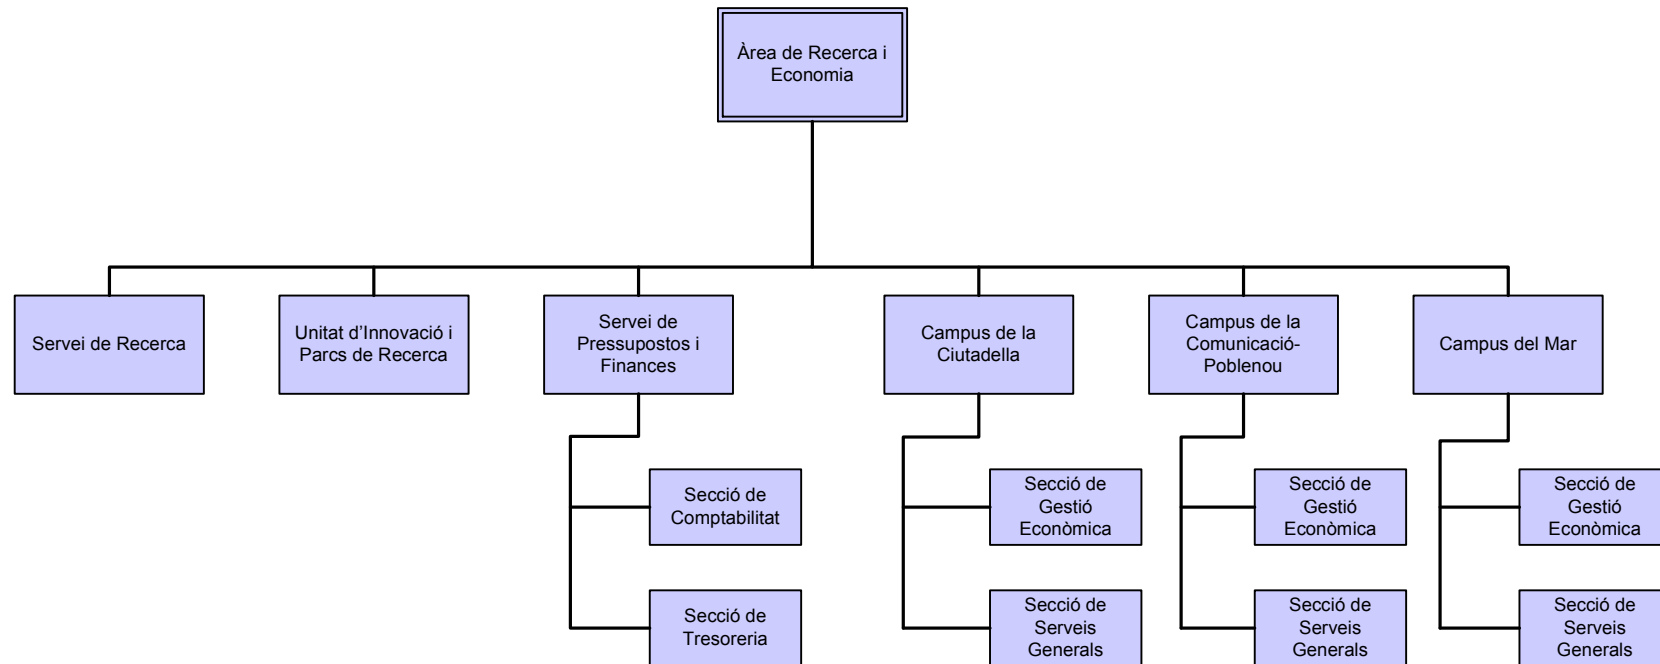 Àrea de Recerca i
Economia
Servei de Recerca
Unitat d’Innovació i
Parcs de Recerca
Servei de
Pressupostos i
Finances
Campus de la
Ciutadella
Campus de la
Comunicació-
Poblenou
Campus del Mar
Secció de
Comptabilitat
Secció de
Gestió
Econòmica
Secció de
Gestió
Econòmica
Secció de
Gestió
Econòmica
Secció de
Tresoreria
Secció de
Serveis
Generals
Secció de
Serveis
Generals
Secció de
Serveis
Generals